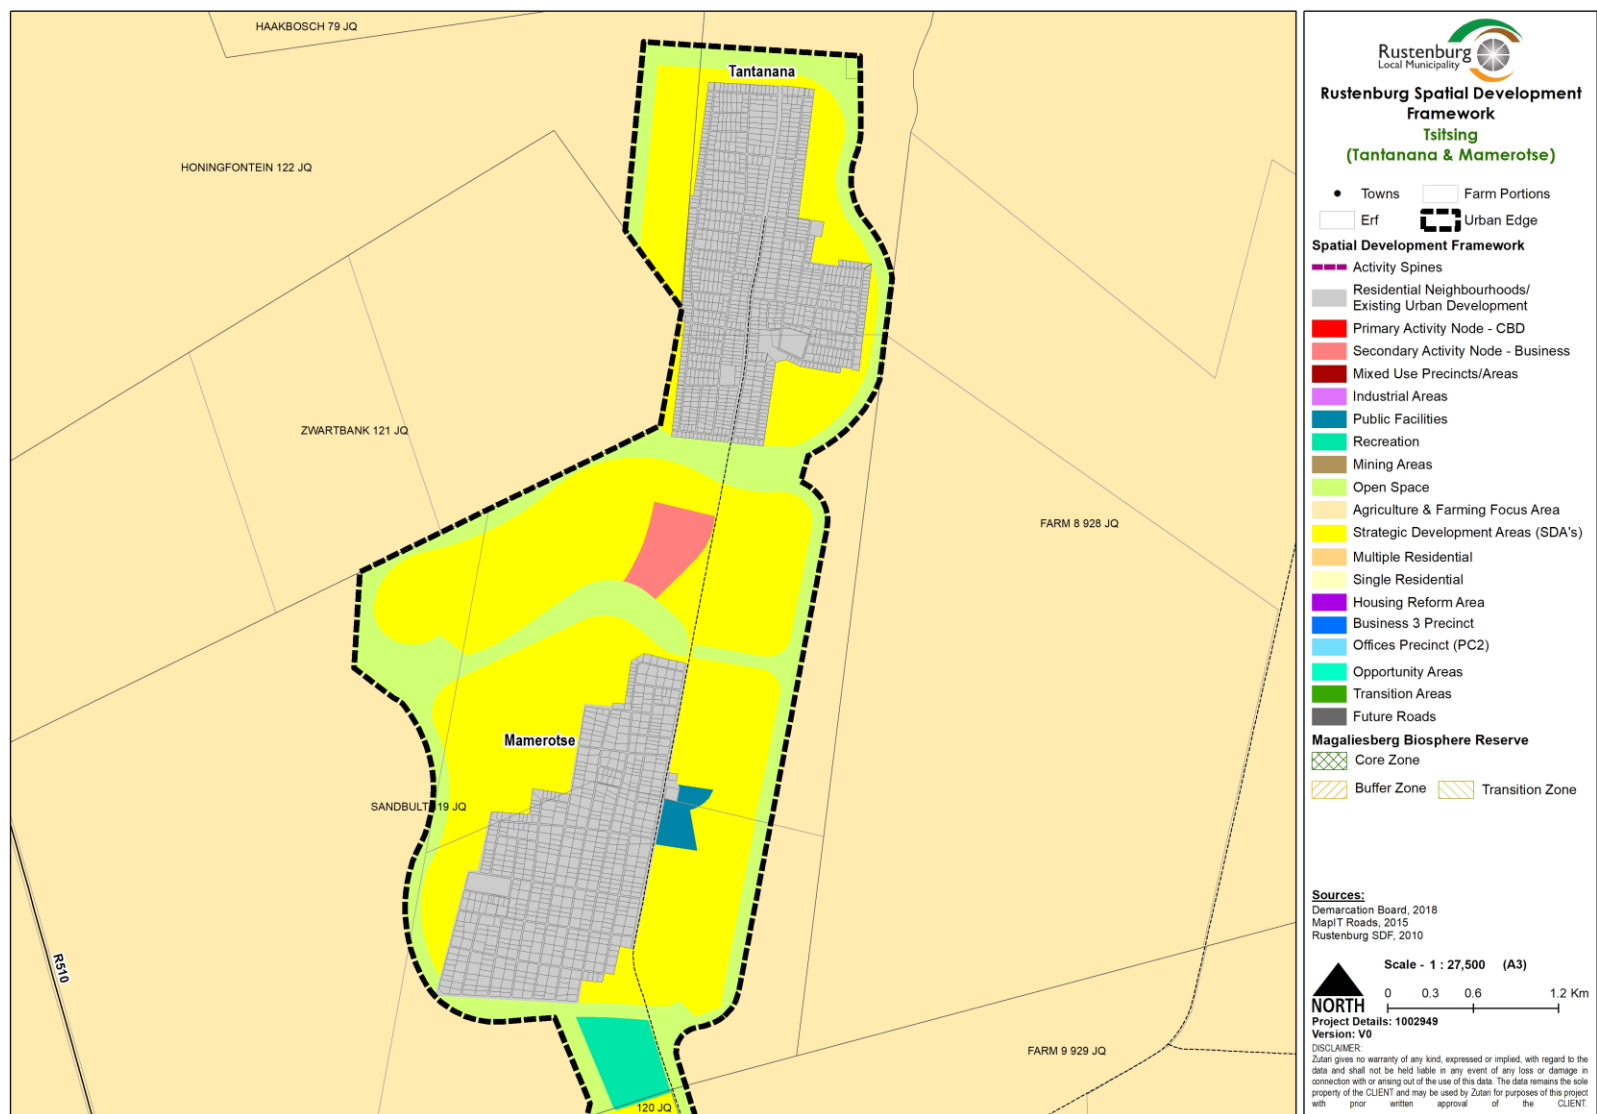 HAAKBOSCH 79 JQ
Tantanana
HONINGFONTEIN 122 JQ
ZWARTBANK 121 JQ
FARM 8 928 JQ
Mamerotse
R510
FARM 9 929 JQ
120 JQ
Rustenburg
Local Municipality
Rustenburg Spatial Development
Framework
Tsitsing
(Tantanana & Mamerotse)
Towns
Farm Portions
Erf
Urban Edge
Spatial Development Framework
Activity Spines
Residential Neighbourhoods/
Existing Urban Development
Primary Activity Node - CBD
Secondary Activity Node - Business
Mixed Use Precincts/Areas
Industrial Areas
Public Facilities
Recreation
Mining Areas
Open Space
Agriculture & Farming Focus Area
Strategic Development Areas (SDA's)
Multiple Residential
Single Residential
Housing Reform Area
Business 3 Precinct
Offices Precinct (PC2)
Opportunity Areas
Transition Areas
Future Roads
Magaliesberg Biosphere Reserve
Core Zone
Buffer Zone
Transition Zone
Sources:
Demarcation Board, 2018
MapIT Roads, 2015
Rustenburg SDF, 2010
Scale - 1 : 27,500 (A3)
NORTH
0 0.3 0.6 1.2 Km
Project Details: 1002949
Version: V0
DISCLAIMER:
Zutari gives no warranty of any kind, expressed or implied, with regard to the
data and shall not be held liable in any event of any loss or damage in
connection with or arising out of the use of this data. The data remains the sole
property of the CLIENT and may be used by Zutari for purposes of this project
with prior written approval of the CLIENT.